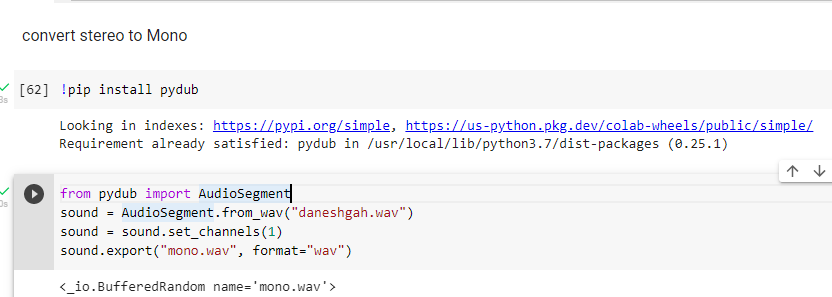 convert stereo to Mono
[62] !pip install pydub
Looking in indexes: https://pypi.org/simple, https://us-python.pkg.dev/colab-wheels/public/simple/
Requirement already satisfied: pydub in /usr/local/lib/python3.7/dist-packages (0.25.1)
from pydub import AudioSegment
sound = AudioSegment.from_wav("daneshgah.wav")
sound = sound.set_channels(1)
sound.export("mono.wav", format="wav")
<_io.BufferedRandom name='mono.wav'>